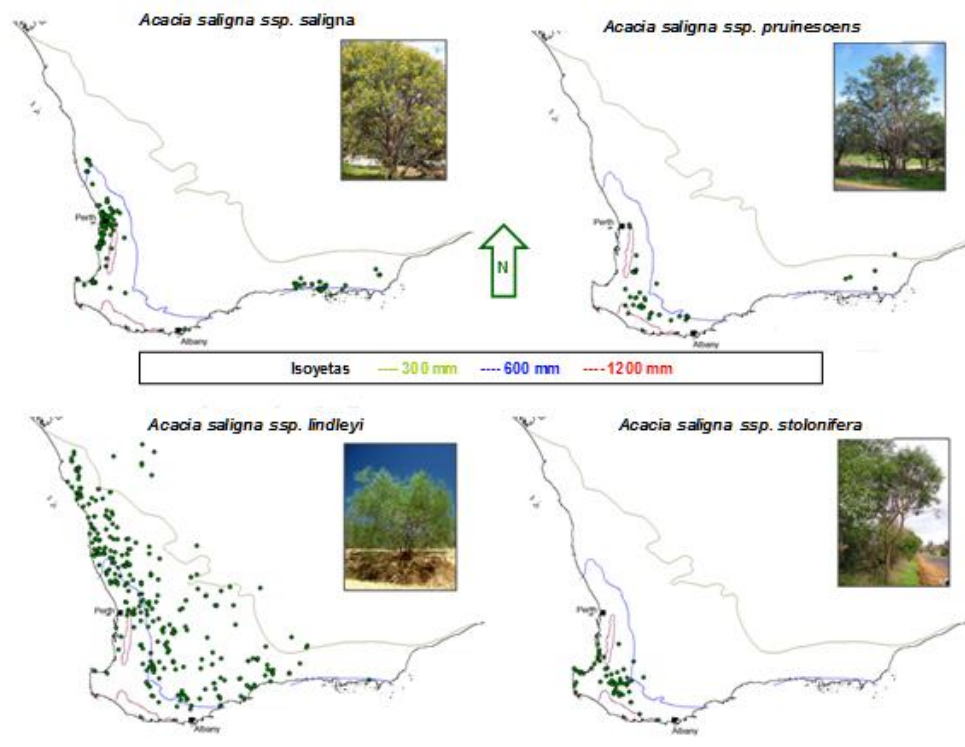 Acacia saligna ssp. saligna
Acacia saligna ssp. pruinescens
Perth
Albany
N
Perth
Albany
Isoyetas ---- 300 mm ---- 600 mm ---- 1200 mm
Acacia saligna ssp. lindleyi
Acacia saligna ssp. stolonifera
Perth
Albany
Perth
Albany